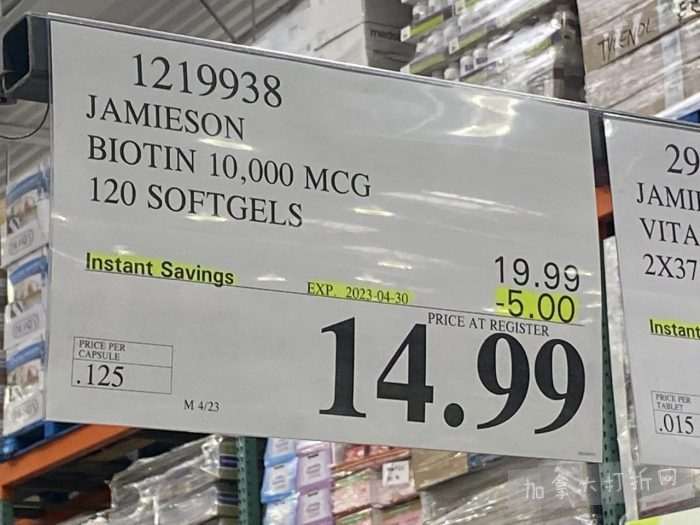 1219938
JAMIESON
BIOTIN 10,000 MCG
120 SOFTGELS
19.99
Instant Savings EXP. 2023-04-30 -5.00
PRICE AT REGISTER
14.99
PRICE PER
CAPSULE
.125
M 4/23
29
JAMI
VITA
2X37
Instant
PRICE PER
TABLET
.015
TYLENOL
加拿大打折网